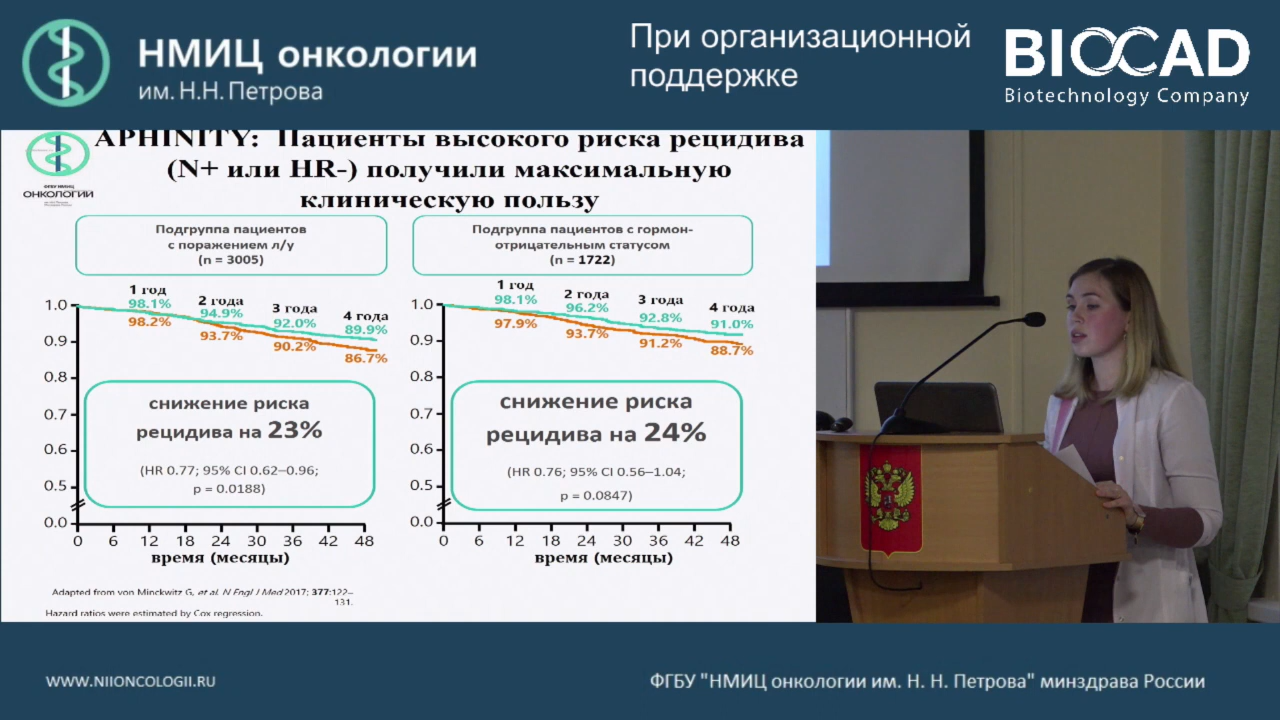 НМИЦ онкологии
им. Н.Н. Петрова
При организационной
поддержке
BIOCAD
Biotechnology Company
APHINITY: Пациенты высокого риска рецидива
(N+ или HR-) получили максимальную
клиническую пользу
ФГБУ НМИЦ
ОНКОЛОГИИ
Подгруппа пациентов
с поражением л/у
(n = 3005)
1.0
0.9
0.8
0.7
0.6
0.5
0.0
1 год
98.1%
98.2%
2 года
94.9%
93.7%
3 года
92.0%
90.2%
4 года
89.9%
86.7%
снижение риска
рецидива на 23%
(HR 0.77; 95% CI 0.62–0.96;
p = 0.0188)
0 6 12 18 24 30 36 42 48
время (месяцы)
Подгруппа пациентов с гормон-
отрицательным статусом
(n = 1722)
1.0
0.9
0.8
0.7
0.6
0.5
0.0
1 год
98.1%
97.9%
2 года
96.2%
93.7%
3 года
92.8%
91.2%
4 года
91.0%
88.7%
снижение риска
рецидива на 24%
(HR 0.76; 95% CI 0.56–1.04;
p = 0.0847)
0 6 12 18 24 30 36 42 48
время (месяцы)
Adapted from von Minckwitz G, et al. N Engl J Med 2017; 377:122–
131.
Hazard ratios were estimated by Cox regression.
WWW.NIIONCOLOGII.RU
ФГБУ "НМИЦ онкологии им. Н. Н. Петрова" минздрава России